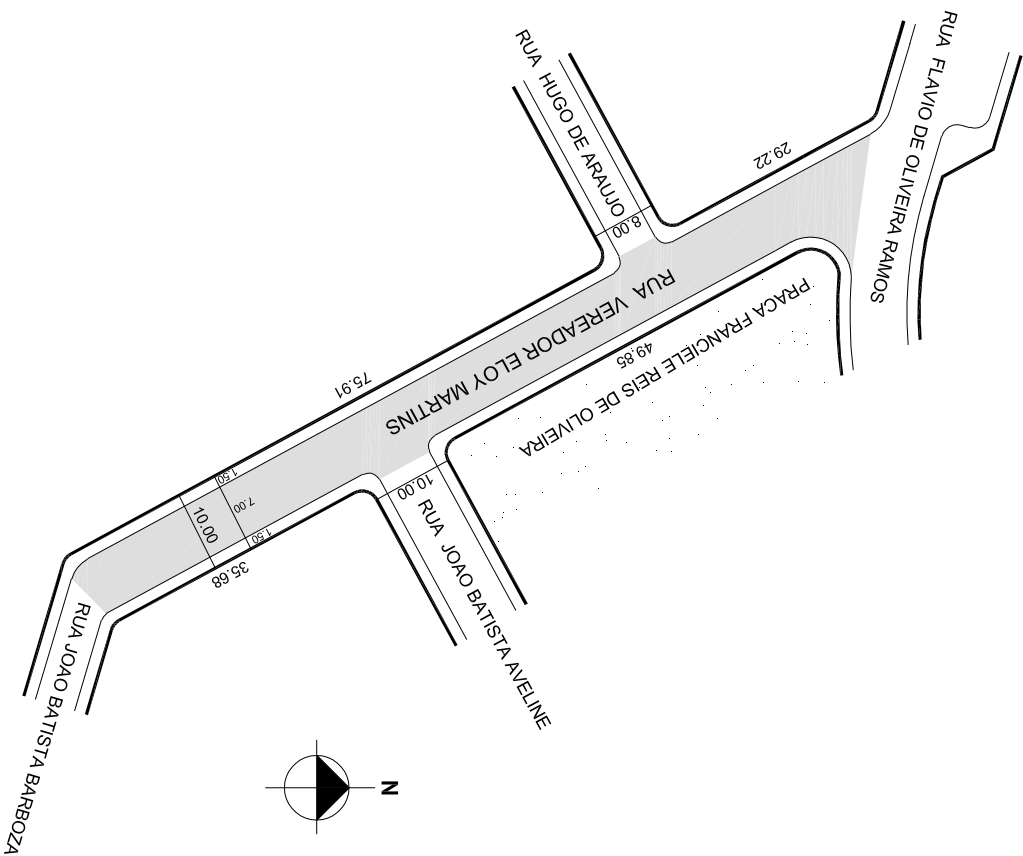 RUA HUGO DE ARAUJO
RUA FLAVIO DE OLIVEIRA RAMOS
29.22
8.00
RUA VEREADOR ELOY MARTINS
PRACA FRANCIELE REIS DE OLIVEIRA
49.85
75.91
10.00
RUA JOAO BATISTA AVELINE
1.50
7.00
10.00
1.50
35.68
RUA JOAO BATISTA BARBOZA
N